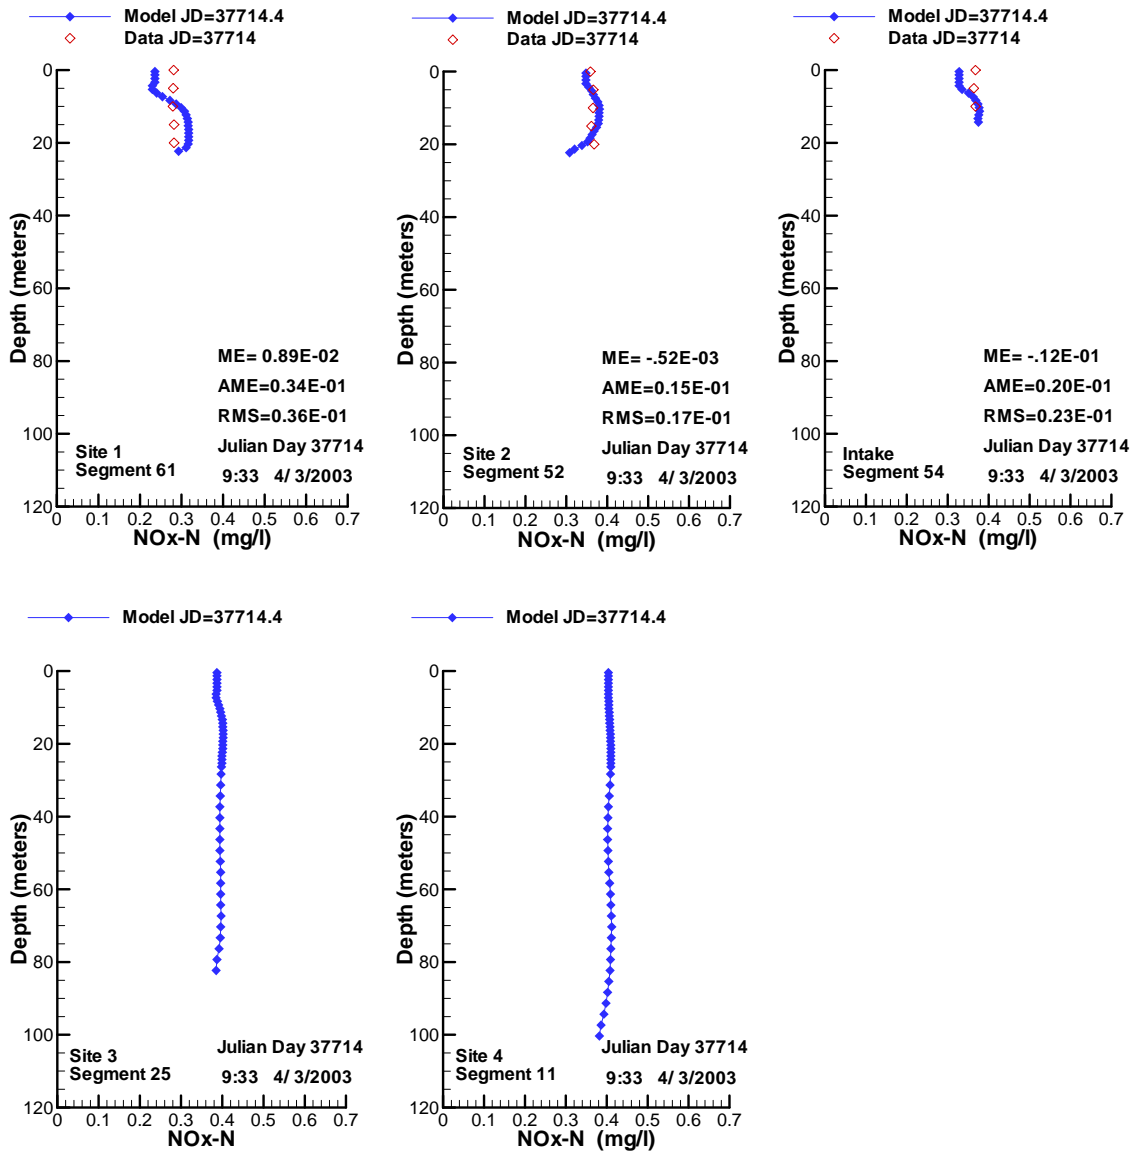 Model JD=37714.4
Data JD=37714
0
20
40
60
80
100
120
Depth (meters)
ME= 0.89E-02
AME=0.34E-01
RMS=0.36E-01
Julian Day 37714
9:33 4/ 3/2003
Site 1
Segment 61
0 0.1 0.2 0.3 0.4 0.5 0.6 0.7
NOx-N (mg/l)
Model JD=37714.4
Data JD=37714
0
20
40
60
80
100
120
Depth (meters)
ME= -.52E-03
AME=0.15E-01
RMS=0.17E-01
Julian Day 37714
9:33 4/ 3/2003
Site 2
Segment 52
0 0.1 0.2 0.3 0.4 0.5 0.6 0.7
NOx-N (mg/l)
Model JD=37714.4
Data JD=37714
0
20
40
60
80
100
120
Depth (meters)
ME= -.12E-01
AME=0.20E-01
RMS=0.23E-01
Julian Day 37714
9:33 4/ 3/2003
Intake
Segment 54
0 0.1 0.2 0.3 0.4 0.5 0.6 0.7
NOx-N (mg/l)
Model JD=37714.4
0
20
40
60
80
100
120
Depth (meters)
Julian Day 37714
9:33 4/ 3/2003
Site 3
Segment 25
0 0.1 0.2 0.3 0.4 0.5 0.6 0.7
NOx-N
Model JD=37714.4
0
20
40
60
80
100
120
Depth (meters)
Julian Day 37714
9:33 4/ 3/2003
Site 4
Segment 11
0 0.1 0.2 0.3 0.4 0.5 0.6 0.7
NOx-N (mg/l)